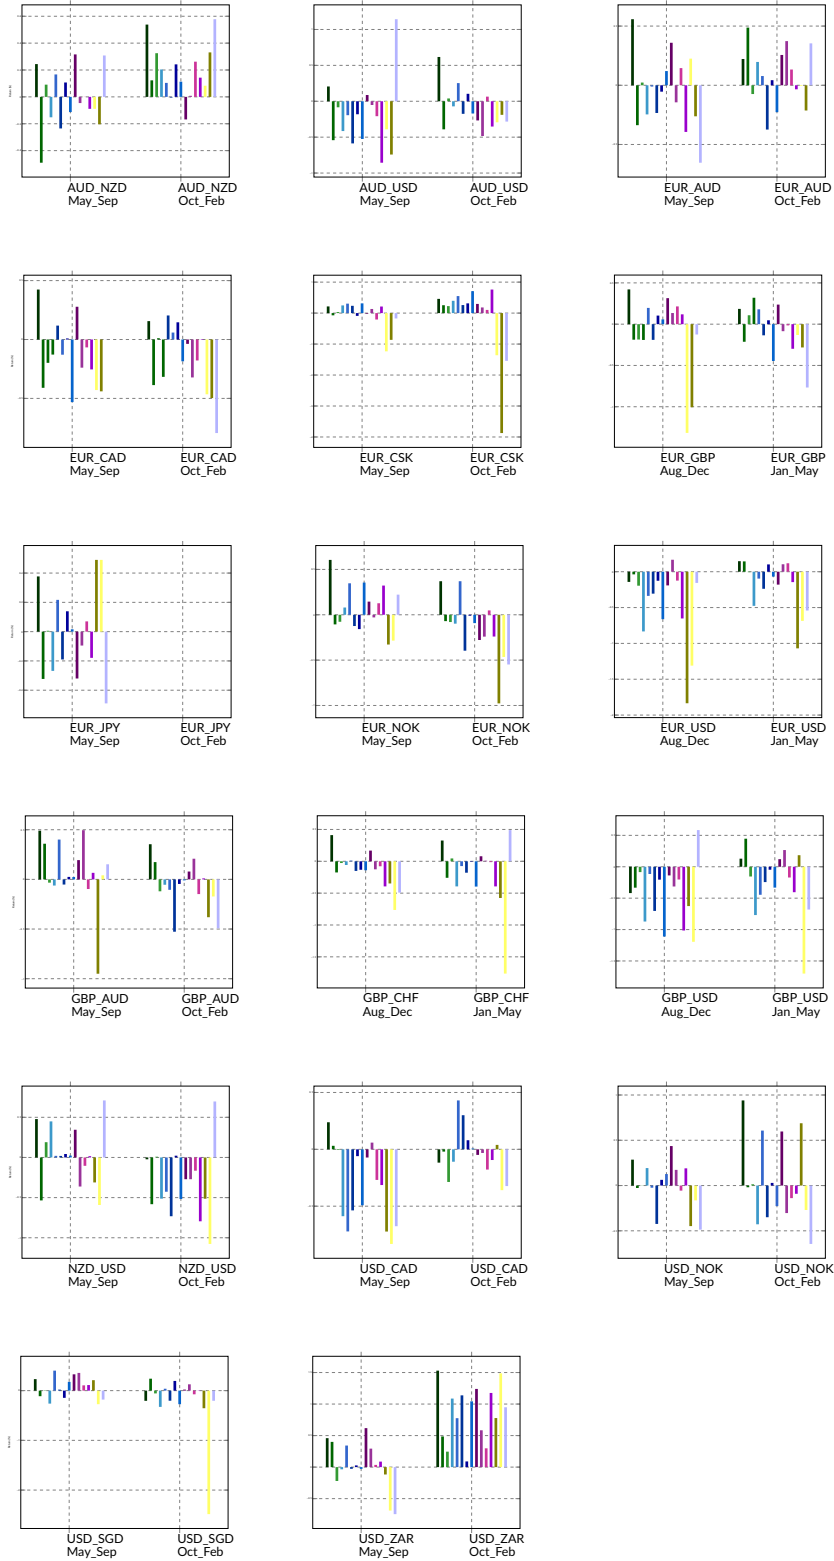 AUD_NZD AUD_NZD AUD_USD AUD_USD EUR_AUD EUR_AUD
May_Sep Oct_Feb May_Sep Oct_Feb May_Sep Oct_Feb
EUR_CAD EUR_CAD EUR_CSK EUR_CSK EUR_GBP EUR_GBP
May_Sep Oct_Feb May_Sep Oct_Feb Aug_Dec Jan_May
EUR_JPY EUR_JPY EUR_NOK EUR_NOK EUR_USD EUR_USD
May_Sep Oct_Feb May_Sep Oct_Feb Aug_Dec Jan_May
GBP_AUD GBP_AUD GBP_CHF GBP_CHF GBP_USD GBP_USD
May_Sep Oct_Feb Aug_Dec Jan_May Aug_Dec Jan_May
NZD_USD NZD_USD USD_CAD USD_CAD USD_NOK USD_NOK
May_Sep Oct_Feb May_Sep Oct_Feb May_Sep Oct_Feb
USD_SGD USD_SGD USD_ZAR USD_ZAR
May_Sep Oct_Feb May_Sep Oct_Feb